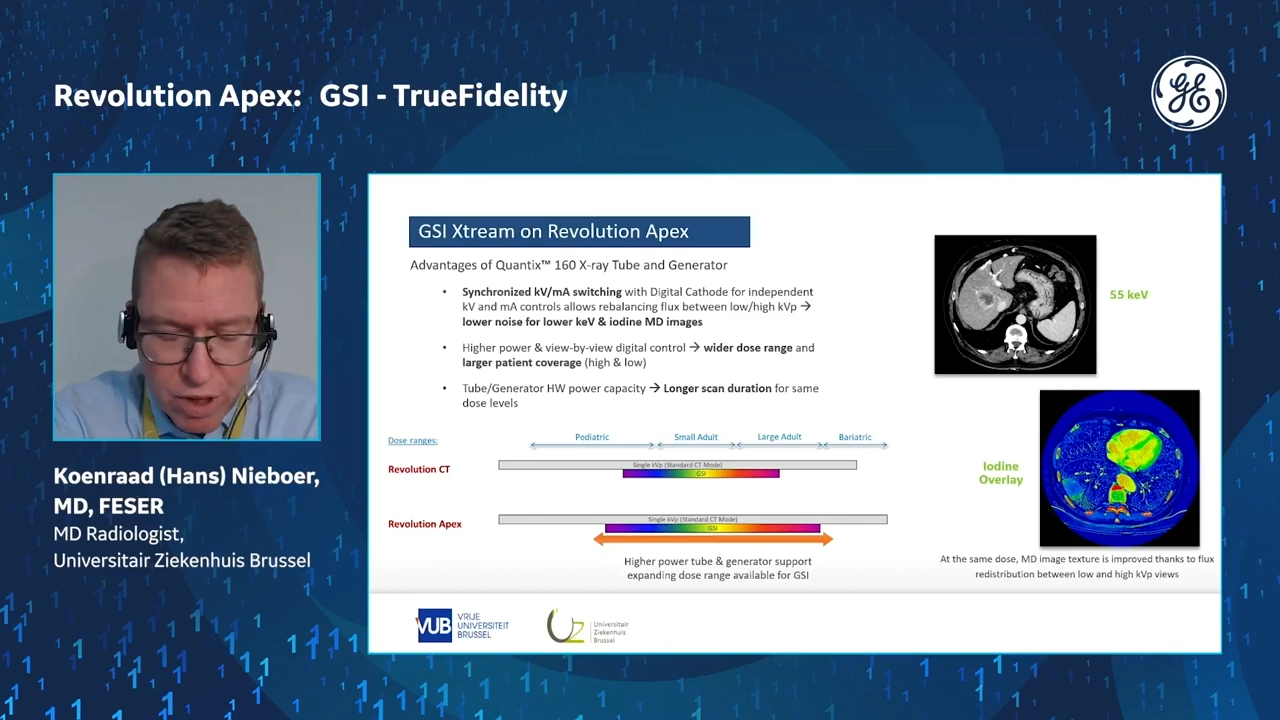 Revolution Apex: GSI - TrueFidelity
GE
Koenraad (Hans) Nieboer,
MD, FESER
MD Radiologist,
Universitair Ziekenhuis Brussel
GSI Xtream on Revolution Apex
Advantages of Quantix™ 160 X-ray Tube and Generator
• Synchronized kV/mA switching with Digital Cathode for independent
kV and mA controls allows rebalancing flux between low/high kVp →
lower noise for lower keV & iodine MD images
• Higher power & view-by-view digital control → wider dose range and
larger patient coverage (high & low)
• Tube/Generator HW power capacity → Longer scan duration for same
dose levels
Dose ranges:
Pediatric
Small Adult
Large Adult
Bariatric
Revolution CT
Single kVp (Standard CT Mode)
GSI
Revolution Apex
Single kVp (Standard CT Mode)
GSI
Higher power tube & generator support
expanding dose range available for GSI
55 keV
Iodine
Overlay
At the same dose, MD image texture is improved thanks to flux
redistribution between low and high kVp views
VUB
VRIJE
UNIVERSITEIT
BRUSSEL
UZ
Universitair
Ziekenhuis
Brussel